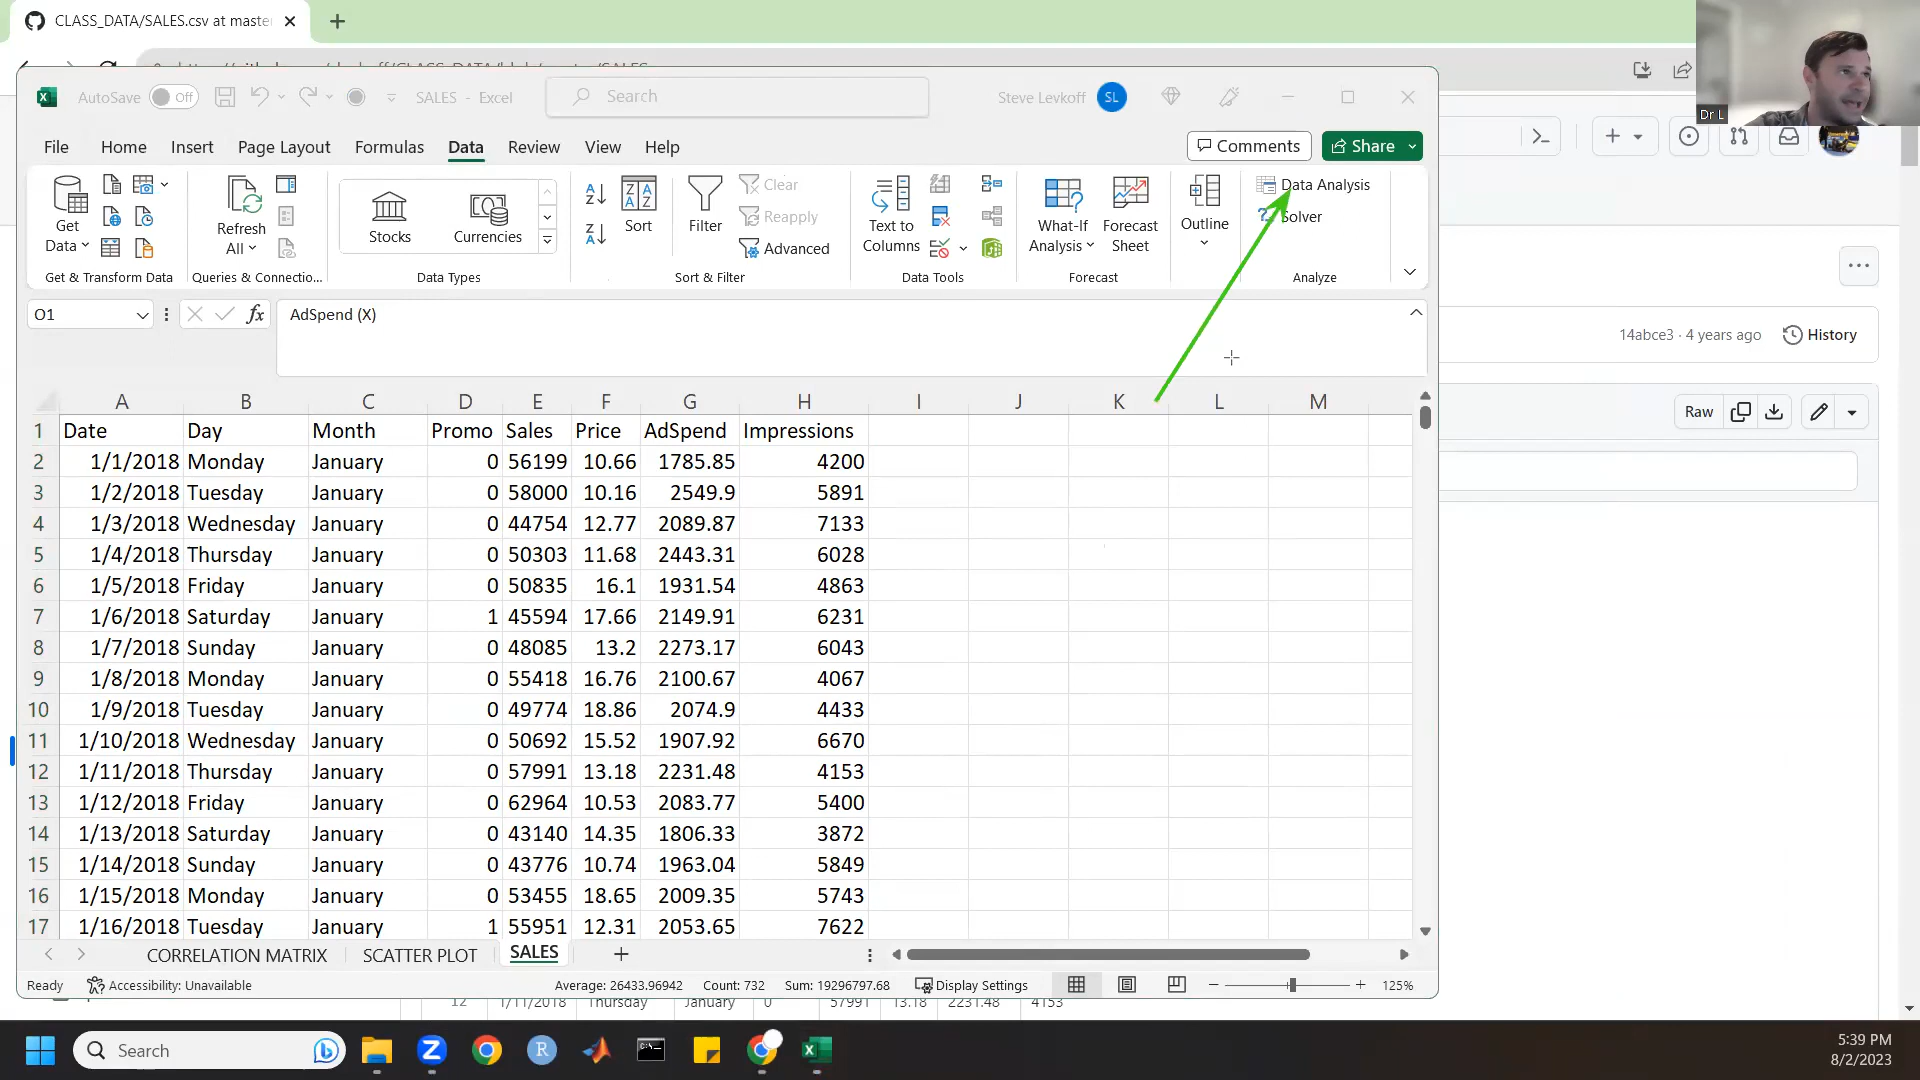 CLASS_DATA/SALES.csv at master
AutoSave Off SALES - Excel Search Steve Levkoff SL
Dr L
File Home Insert Page Layout Formulas Data Review View Help Comments Share
Get Data
Refresh All
Stocks Currencies
Sort
Filter
Clear
Reapply
Advanced
Text to Columns
What-If Analysis
Forecast Sheet
Outline
Data Analysis
Solver
Get & Transform Data Queries & Connectio... Data Types Sort & Filter Data Tools Forecast Analyze
O1 fx AdSpend (X)
14abce3 · 4 years ago History
Raw
A B C D E F G H I J K L M
1 Date Day Month Promo Sales Price AdSpend Impressions
2 1/1/2018 Monday January 0 56199 10.66 1785.85 4200
3 1/2/2018 Tuesday January 0 58000 10.16 2549.9 5891
4 1/3/2018 Wednesday January 0 44754 12.77 2089.87 7133
5 1/4/2018 Thursday January 0 50303 11.68 2443.31 6028
6 1/5/2018 Friday January 0 50835 16.1 1931.54 4863
7 1/6/2018 Saturday January 1 45594 17.66 2149.91 6231
8 1/7/2018 Sunday January 0 48085 13.2 2273.17 6043
9 1/8/2018 Monday January 0 55418 16.76 2100.67 4067
10 1/9/2018 Tuesday January 0 49774 18.86 2074.9 4433
11 1/10/2018 Wednesday January 0 50692 15.52 1907.92 6670
12 1/11/2018 Thursday January 0 57991 13.18 2231.48 4153
13 1/12/2018 Friday January 0 62964 10.53 2083.77 5400
14 1/13/2018 Saturday January 0 43140 14.35 1806.33 3872
15 1/14/2018 Sunday January 0 43776 10.74 1963.04 5849
16 1/15/2018 Monday January 0 53455 18.65 2009.35 5743
17 1/16/2018 Tuesday January 1 55951 12.31 2053.65 7622
CORRELATION MATRIX SCATTER PLOT SALES
Ready Accessibility: Unavailable Average: 26433.96942 Count: 732 Sum: 19296797.68 Display Settings 125%
12 1/11/2018 Thursday January 0 57991 13.18 2231.48 4153
Search
5:39 PM
8/2/2023